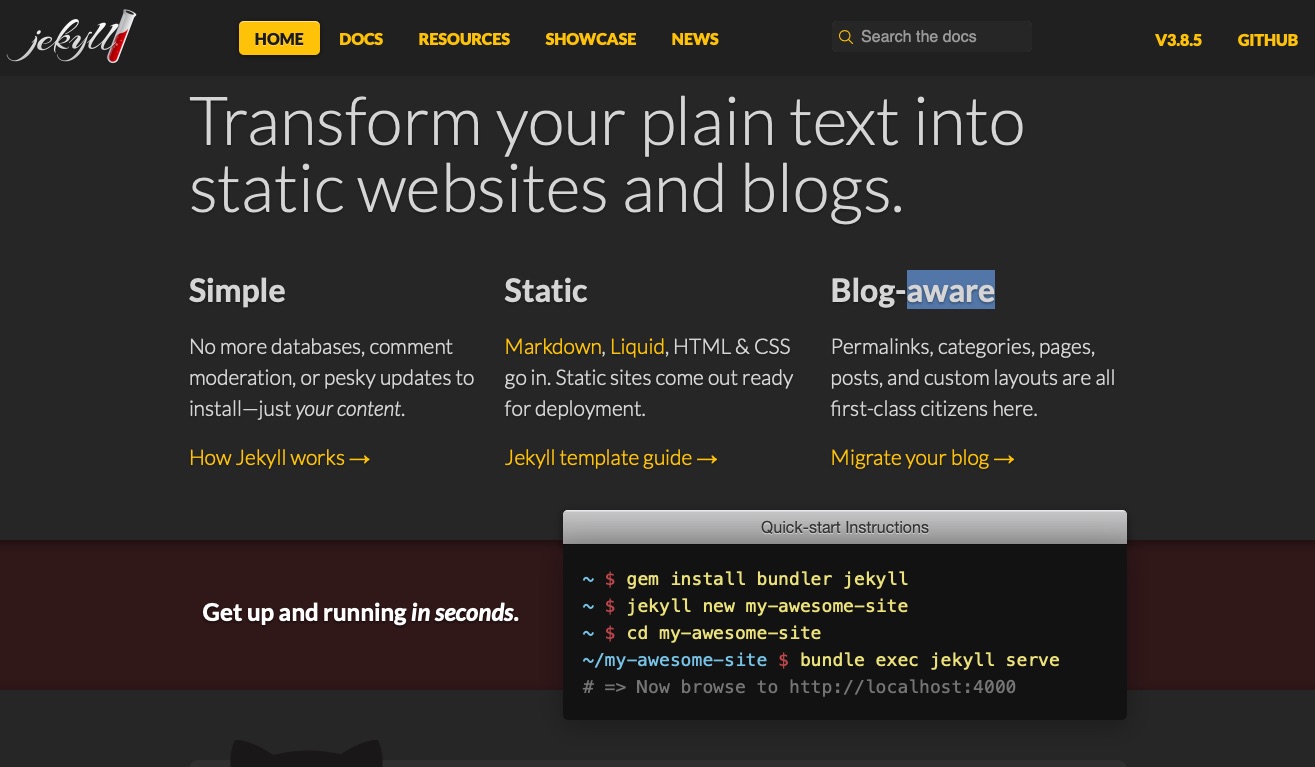 jekyll
HOME DOCS RESOURCES SHOWCASE NEWS Search the docs V3.8.5 GITHUB
Transform your plain text into
static websites and blogs.
Simple
No more databases, comment
moderation, or pesky updates to
install—just your content.
How Jekyll works →
Static
Markdown, Liquid, HTML & CSS
go in. Static sites come out ready
for deployment.
Jekyll template guide →
Blog-aware
Permalinks, categories, pages,
posts, and custom layouts are all
first-class citizens here.
Migrate your blog →
Get up and running in seconds.
Quick-start Instructions
~ $ gem install bundler jekyll
~ $ jekyll new my-awesome-site
~ $ cd my-awesome-site
~/my-awesome-site $ bundle exec jekyll serve
# => Now browse to http://localhost:4000